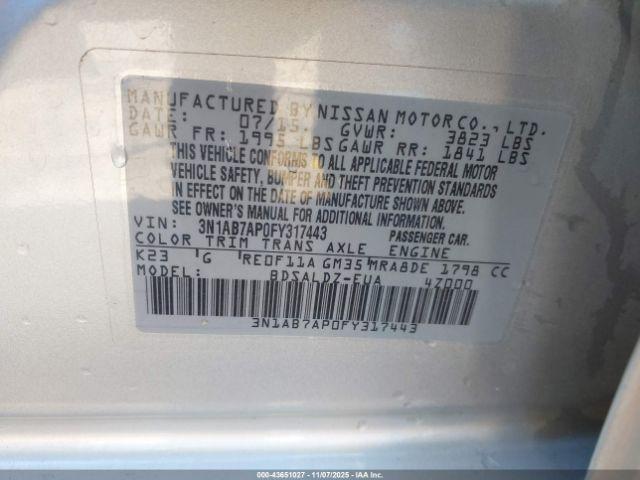 MANUFACTURED BY NISSAN MOTOR CO., LTD.
DATE: 07/15. GVWR: 3823 LBS
GAWR FR: 1995 LBS GAWR RR: 1841 LBS
THIS VEHICLE CONFORMS TO ALL APPLICABLE FEDERAL MOTOR
VEHICLE SAFETY, BUMPER AND THEFT PREVENTION STANDARDS
IN EFFECT ON THE DATE OF MANUFACTURE SHOWN ABOVE.
SEE OWNER'S MANUAL FOR ADDITIONAL INFORMATION.
VIN: 3N1AB7AP0FY317443 PASSENGER CAR.
COLOR TRIM TRANS AXLE ENGINE
K23 G RE0F11A GM35 MRA8DE 1798 CC
MODEL: BDSALDZ-EUA 4Z000
3N1AB7AP0FY317443
000-43651027 - 11/07/2025 - IAAI.COM